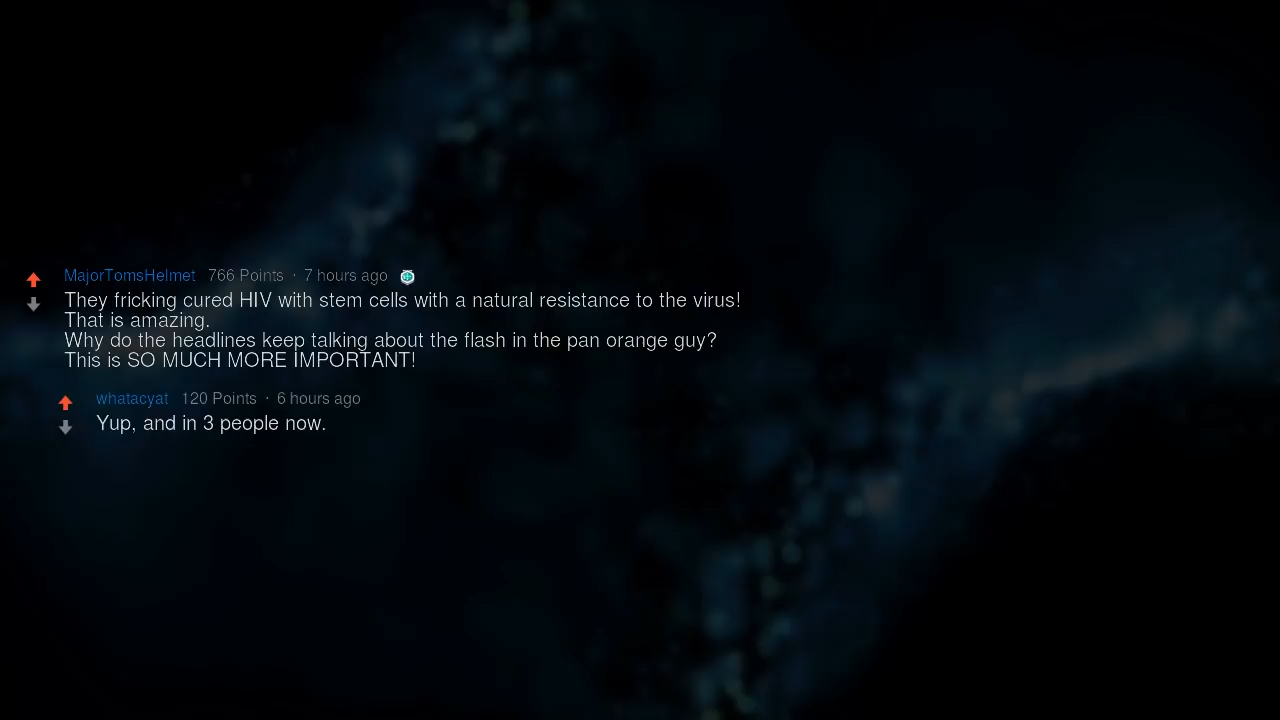 MajorTomsHelmet 766 Points · 7 hours ago
They fricking cured HIV with stem cells with a natural resistance to the virus!
That is amazing.
Why do the headlines keep talking about the flash in the pan orange guy?
This is SO MUCH MORE IMPORTANT!
whatacyat 120 Points · 6 hours ago
Yup, and in 3 people now.